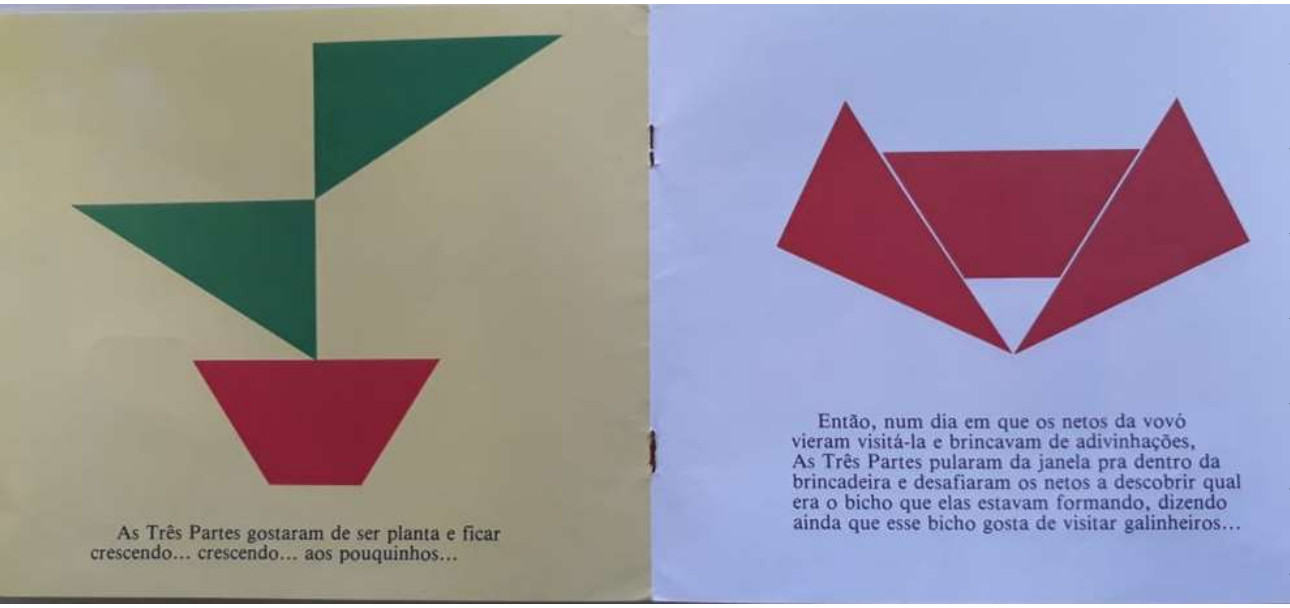 As Três Partes gostaram de ser planta e ficar
crescendo... crescendo... aos pouquinhos...
Então, num dia em que os netos da vovó
vieram visitá-la e brincavam de adivinhações,
As Três Partes pularam da janela pra dentro da
brincadeira e desafiaram os netos a descobrir qual
era o bicho que elas estavam formando, dizendo
ainda que esse bicho gosta de visitar galinheiros...